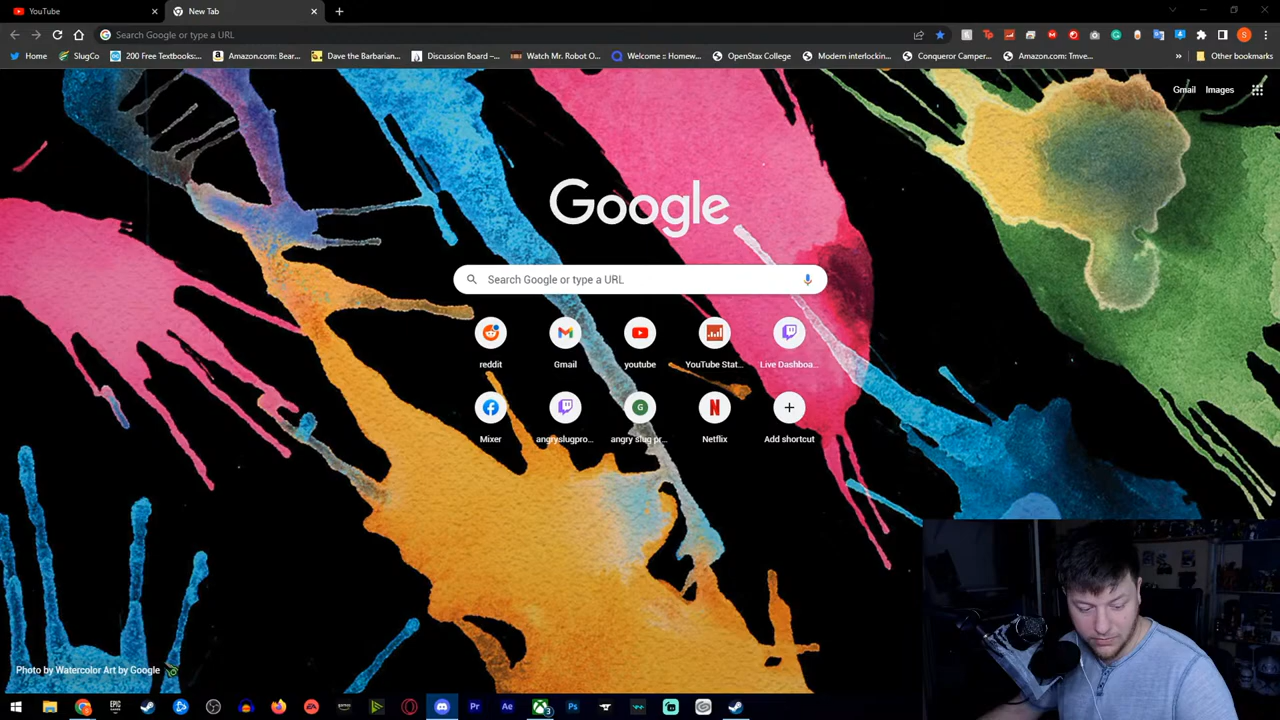 YouTube
New Tab
Search Google or type a URL
Home
SlugCo
200 Free Textbooks:...
Amazon.com: Bear...
Dave the Barbarian...
Discussion Board –...
Watch Mr. Robot O...
Welcome :: Homew...
OpenStax College
Modern interlockin...
Conqueror Camper...
Amazon.com: Tmve...
Other bookmarks
Gmail
Images
Google
Search Google or type a URL
reddit
Gmail
youtube
YouTube Stat...
Live Dashboa...
Mixer
angryslugpro...
angry slug pr...
Netflix
Add shortcut
Photo by Watercolor Art by Google